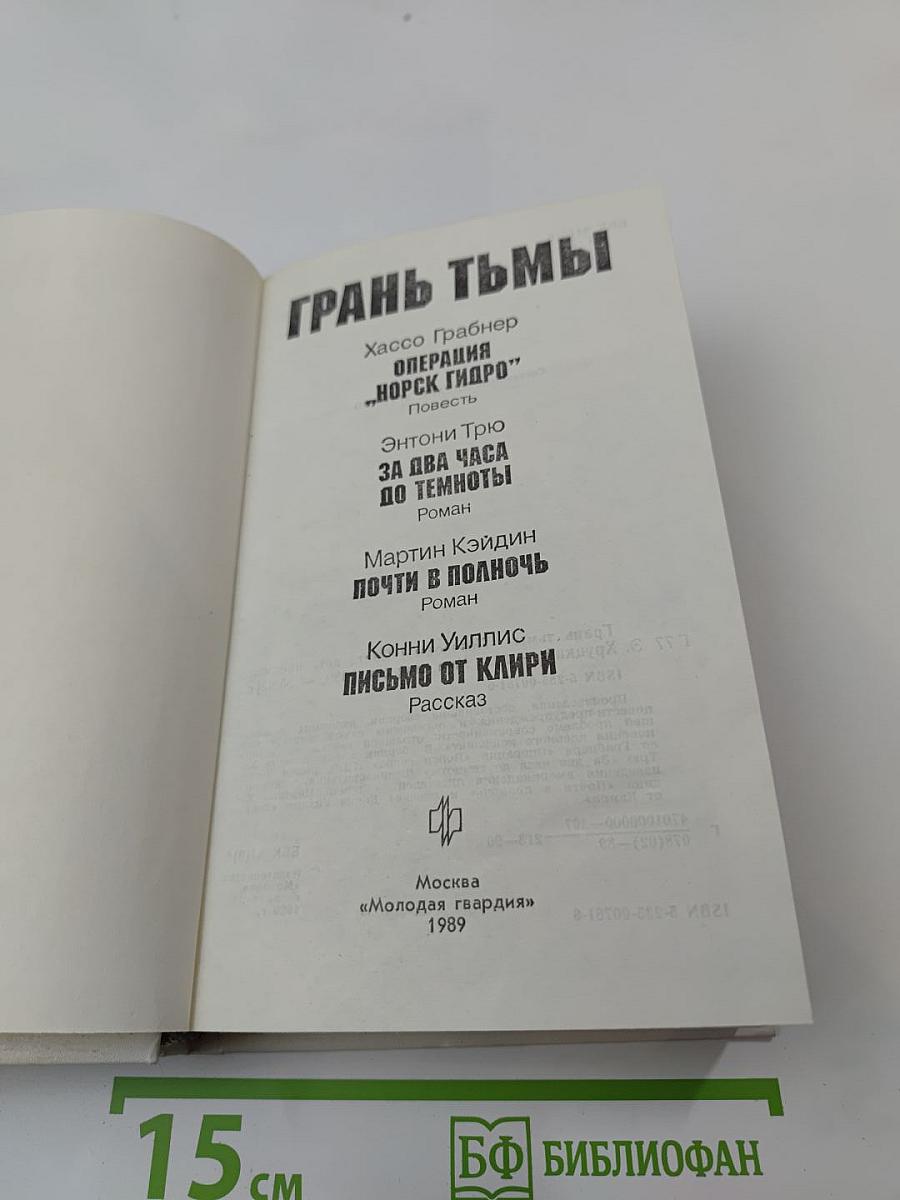 ГРАНЬ ТЬМЫ
Хассо Грабнер
ОПЕРАЦИЯ
„НОРСК ГИДРО”
Повесть
Энтони Трю
ЗА ДВА ЧАСА
ДО ТЕМНОТЫ
Роман
Мартин Кэйдин
ПОЧТИ В ПОЛНОЧЬ
Роман
Конни Уиллис
ПИСЬМО ОТ КЛИРИ
Рассказ
Москва
«Молодая гвардия»
1989
15 см
БФ БИБЛИОФАН